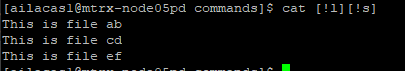 [ailacasl@mtrx-node05pd commands]$ cat [!l][!s]
This is file ab
This is file cd
This is file ef
[ailacasl@mtrx-node05pd commands]$